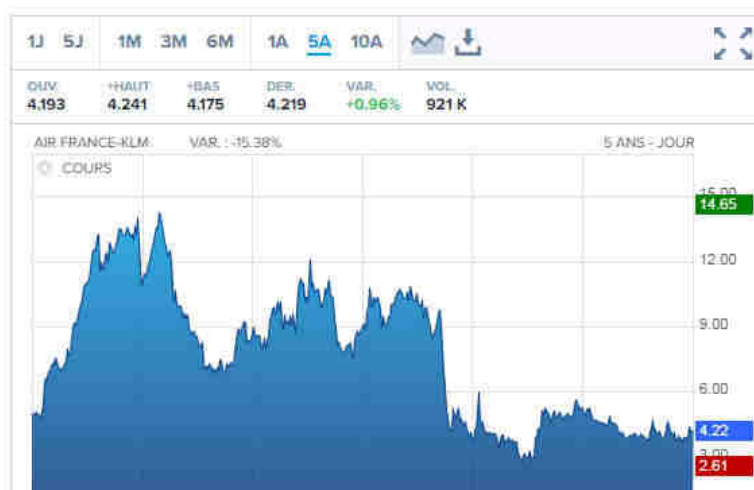 1J 5J 1M 3M 6M 1A 5A 10A
OUV. +HAUT +BAS DER. VAR. VOL.
4.193 4.241 4.175 4.219 +0.96% 921 K
AIR FRANCE-KLM VAR. : -15.38% 5 ANS - JOUR
COURS
15.00
14.65
12.00
9.00
6.00
4.22
3.00
2.61